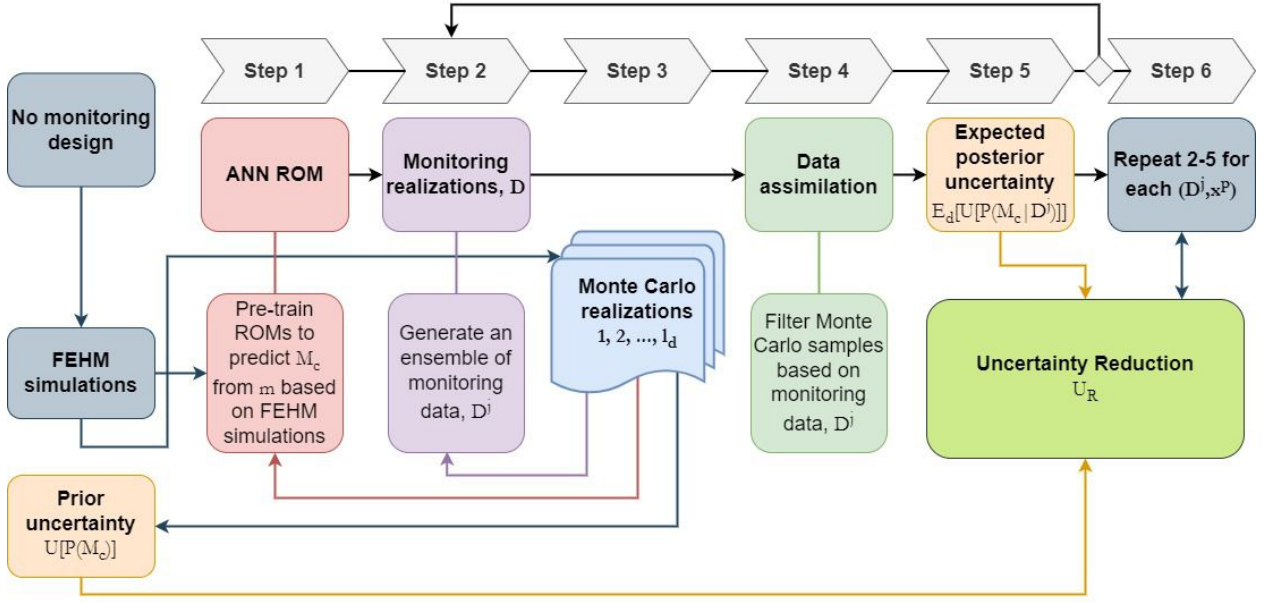 Step 1
Step 2
Step 3
Step 4
Step 5
Step 6
No monitoring
design
ANN ROM
Monitoring
realizations, D
Data
assimilation
Expected
posterior
uncertainty
E_d[U[P(M_c|D^j)]]
Repeat 2-5 for
each (D^j,x^p)
FEHM
simulations
Pre-train
ROMs to
predict M_c
from m based
on FEHM
simulations
Generate an
ensemble of
monitoring
data, D^j
Monte Carlo
realizations
1, 2, ..., l_d
Filter Monte
Carlo samples
based on
monitoring
data, D^j
Uncertainty Reduction
U_R
Prior
uncertainty
U[P(M_c)]